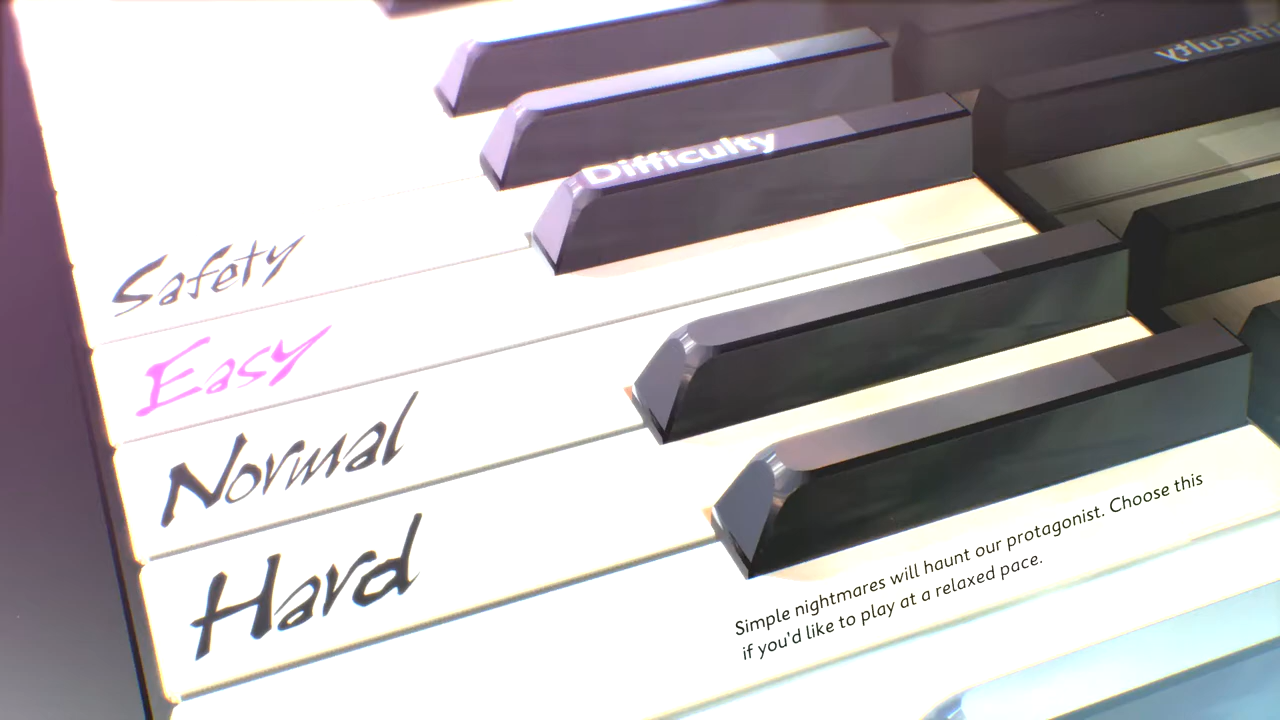 Difficulty
Difficulty
Safety
Easy
Normal
Hard
Simple nightmares will haunt our protagonist. Choose this
if you'd like to play at a relaxed pace.